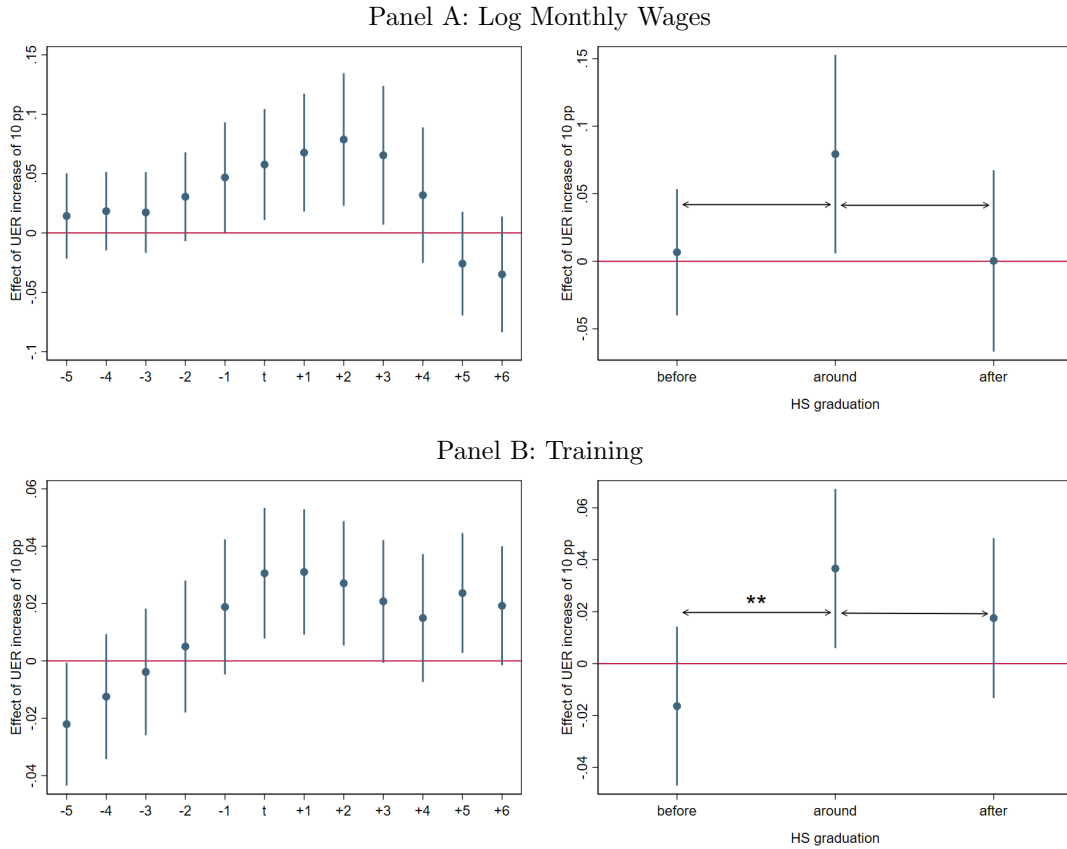 Panel A: Log Monthly Wages
Effect of UER increase of 10 pp
.15
.1
.05
0
-.05
-.1
-5 -4 -3 -2 -1 t +1 +2 +3 +4 +5 +6
Effect of UER increase of 10 pp
.15
.1
.05
0
-.05
before around after
HS graduation
Panel B: Training
Effect of UER increase of 10 pp
.06
.04
.02
0
-.02
-.04
-5 -4 -3 -2 -1 t +1 +2 +3 +4 +5 +6
Effect of UER increase of 10 pp
.06
.04
.02
0
-.02
-.04
**
before around after
HS graduation